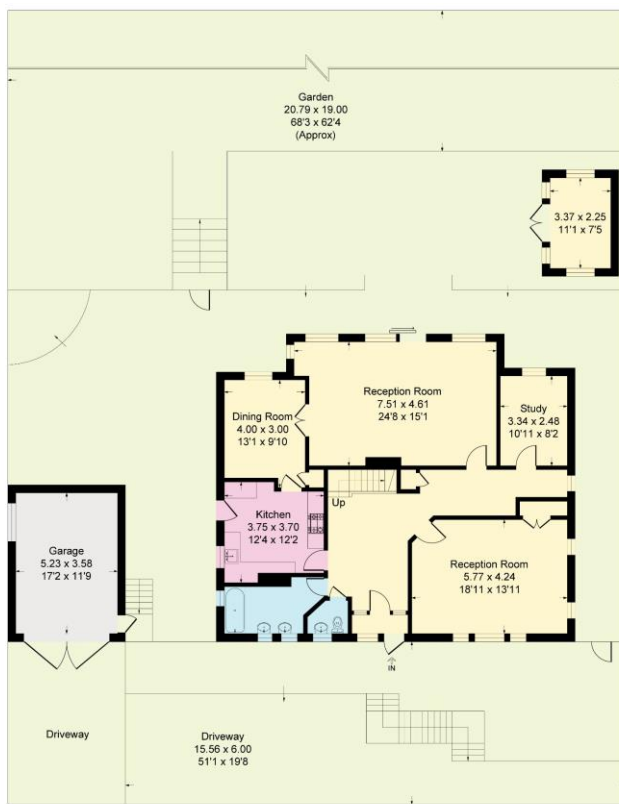 Garden
20.79 x 19.00
68'3 x 62'4
(Approx)
3.37 x 2.25
11'1 x 7'5
Reception Room
7.51 x 4.61
24'8 x 15'1
Study
3.34 x 2.48
10'11 x 8'2
Dining Room
4.00 x 3.00
13'1 x 9'10
Up
Kitchen
3.75 x 3.70
12'4 x 12'2
Garage
5.23 x 3.58
17'2 x 11'9
Reception Room
5.77 x 4.24
18'11 x 13'11
IN
Driveway
Driveway
15.56 x 6.00
51'1 x 19'8